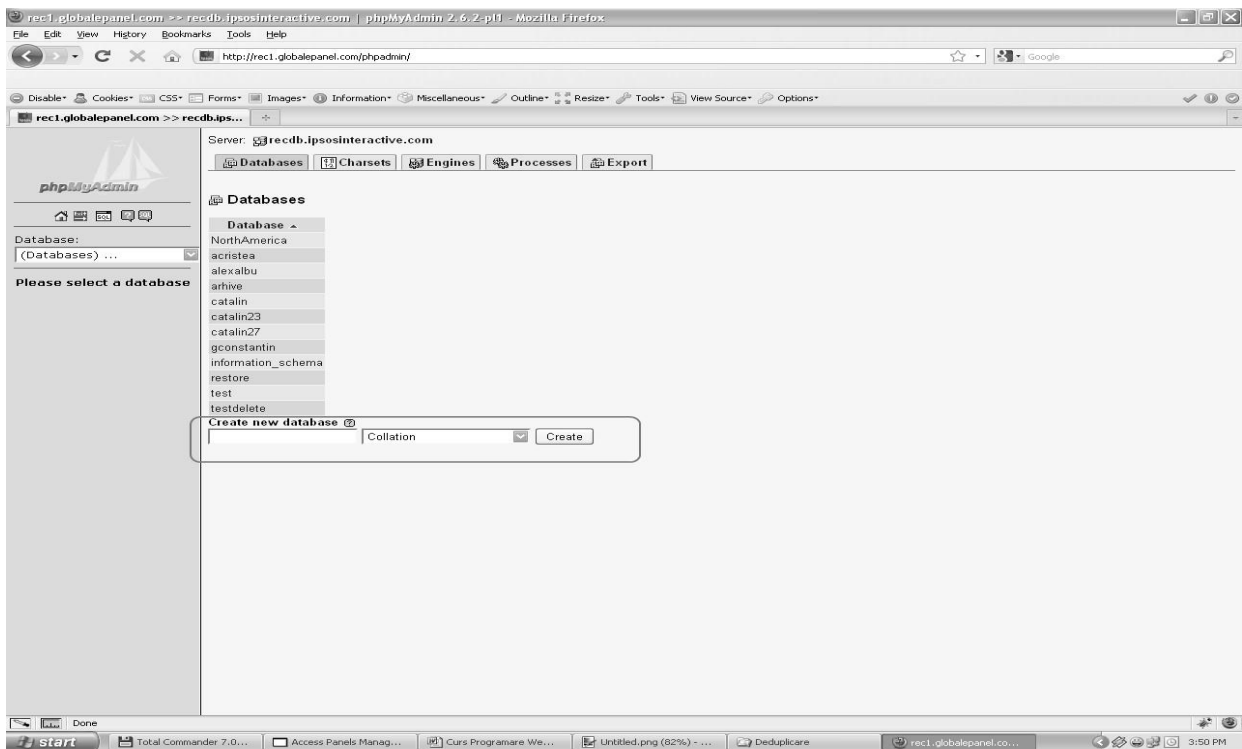 rec1.globalepanel.com >> recdb.ipsosinteractive.com | phpMyAdmin 2.6.2-pl1 - Mozilla Firefox
File Edit View History Bookmarks Tools Help
http://rec1.globalepanel.com/phpadmin/
Google
Disable Cookies CSS Forms Images Information Miscellaneous Outline Resize Tools View Source Options
rec1.globalepanel.com >> recdb.ips...
Server: recdb.ipsosinteractive.com
Databases Charsets Engines Processes Export
phpMyAdmin
Databases
Database
Database:
(Databases) ...
Please select a database
NorthAmerica
acristea
alexalbu
arhive
catalin
catalin23
catalin27
gconstantin
information_schema
restore
test
testdelete
Create new database
Collation Create
Done
start Total Commander 7.0... Access Panels Manag... Curs Programare We... Untitled.png (82%) - ... Deduplicare rec1.globalepanel.co... 3:50 PM